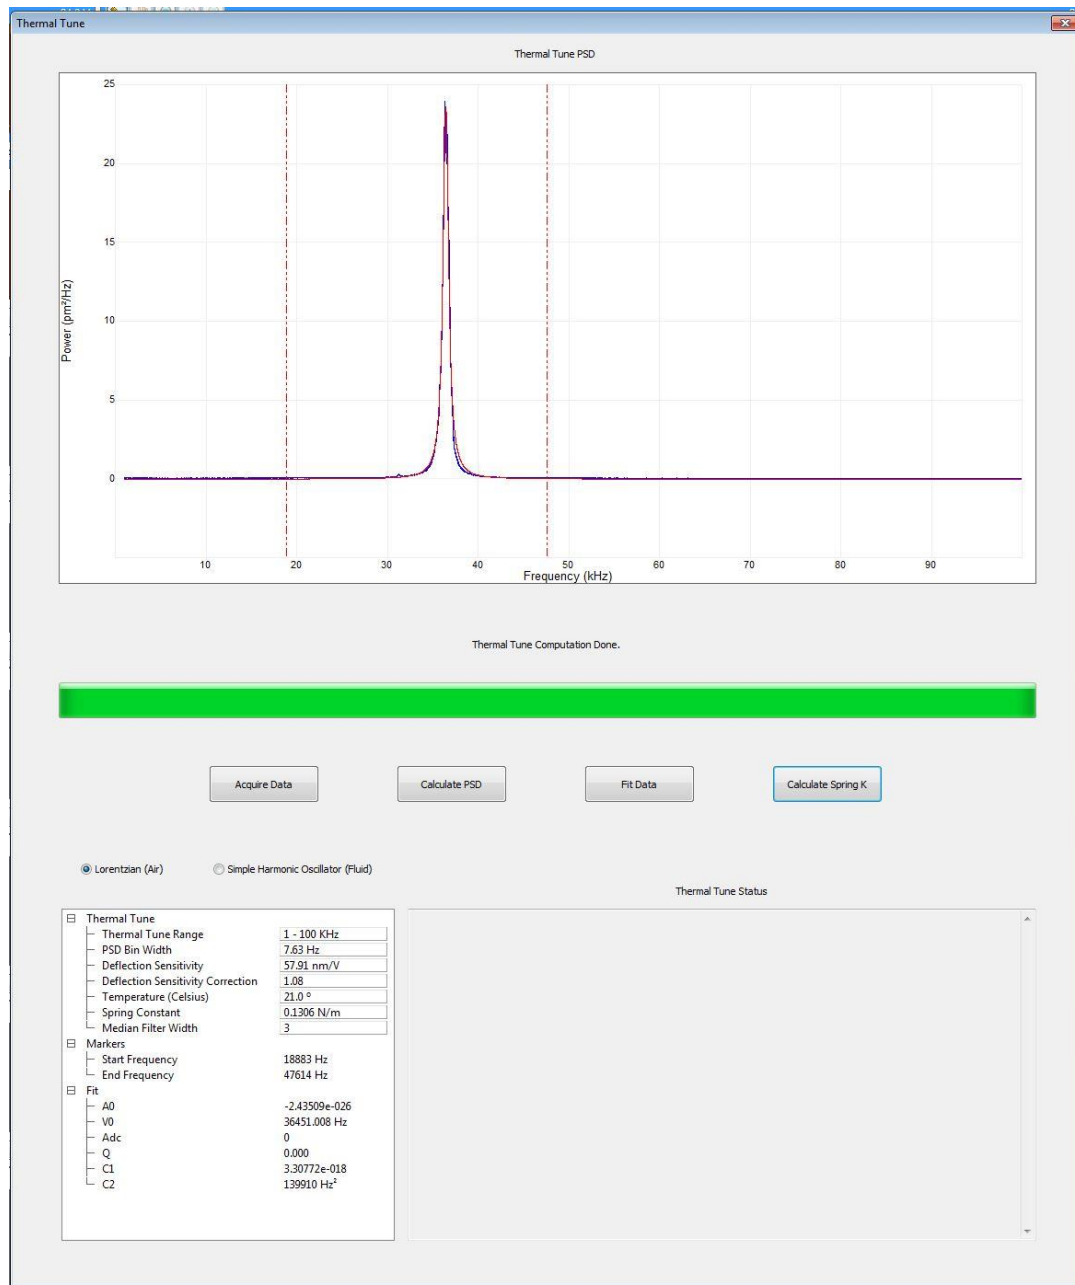 Thermal Tune
Thermal Tune PSD
25
20
15
10
5
0
Power (pm²/Hz)
10 20 30 40 50 60 70 80 90
Frequency (kHz)
Thermal Tune Computation Done.
Acquire Data Calculate PSD Fit Data Calculate Spring K
Lorentzian (Air) Simple Harmonic Oscillator (Fluid)
Thermal Tune Status
Thermal Tune
Thermal Tune Range 1 - 100 KHz
PSD Bin Width 7.63 Hz
Deflection Sensitivity 57.91 nm/V
Deflection Sensitivity Correction 1.08
Temperature (Celsius) 21.0 º
Spring Constant 0.1306 N/m
Median Filter Width 3
Markers
Start Frequency 18883 Hz
End Frequency 47614 Hz
Fit
A0 -2.43509e-026
V0 36451.008 Hz
Adc 0
Q 0.000
C1 3.30772e-018
C2 139910 Hz²